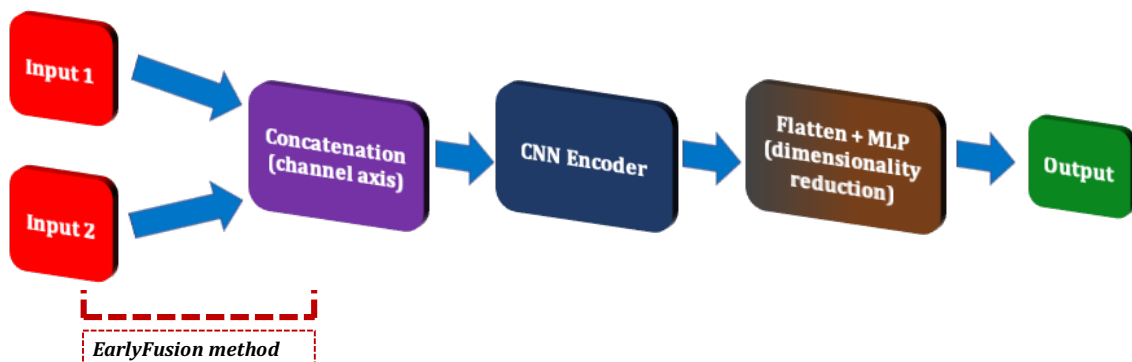 Input 1
Input 2
Concatenation
(channel axis)
CNN Encoder
Flatten + MLP
(dimensionality
reduction)
Output
EarlyFusion method